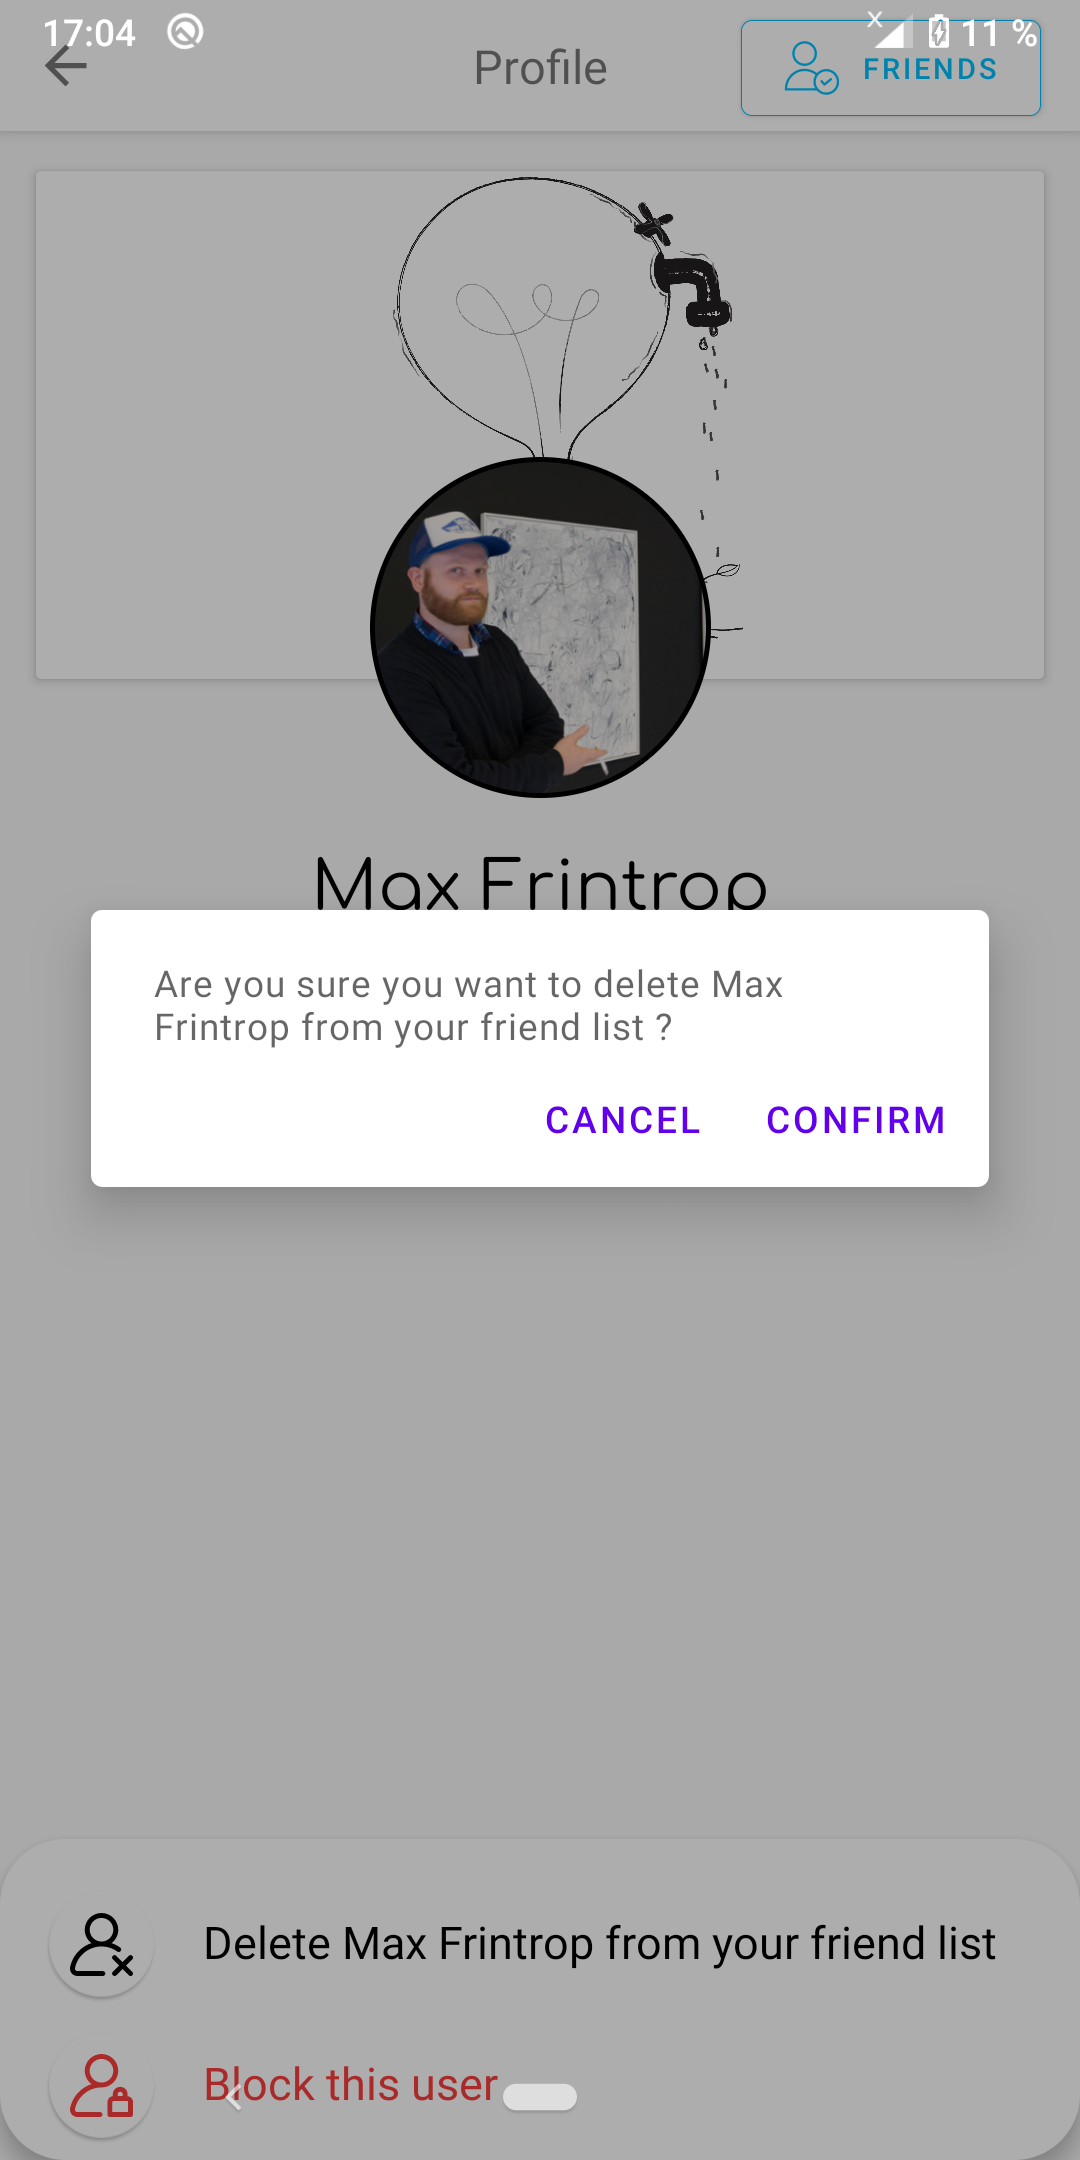 17:04
11 %
Profile
FRIENDS
Max Frintrop
Are you sure you want to delete Max
Frintrop from your friend list ?
CANCEL
CONFIRM
Delete Max Frintrop from your friend list
Block this user